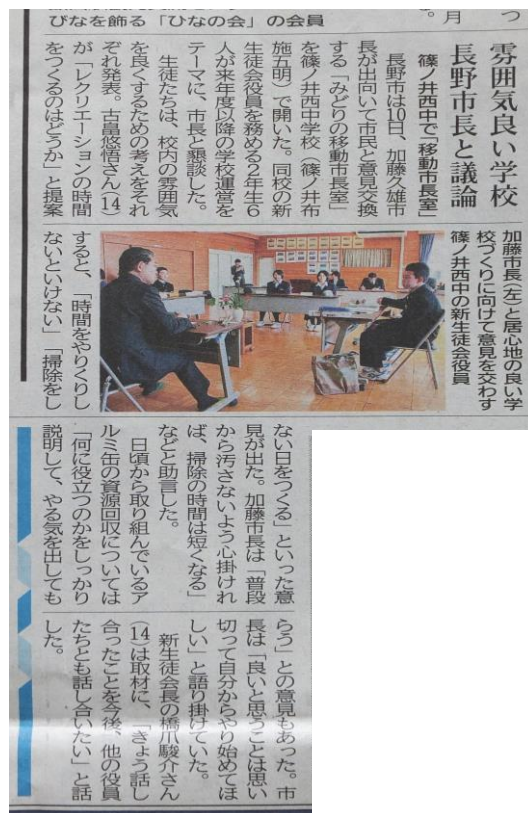 びなを飾る「ひなの会」の会員
つ
月
。
雰囲気良い学校
長野市長と議論
篠ノ井西中で「移動市長室」
長野市は10日、加藤久雄市
長が出向いて市民と意見交換
する「みどりの移動市長室」
を篠ノ井西中学校（篠ノ井布
施五明）で開いた。同校の新
生徒会役員を務める2年生6
人が来年度以降の学校運営を
テーマに、市長と懇談した。
生徒たちは、校内の雰囲気
を良くするための考えをそれ
ぞれ発表。古畠悠悟さん(14)
が「レクリエーションの時間
をつくるのはどうか」と提案
加藤市長(左)と居心地の良い学
校づくりに向けて意見を交わす
篠ノ井西中の新生徒会役員
すると、「時間をやりくりし
ないといけない」「掃除をし
ない日をつくる」といった意
見が出た。加藤市長は「普段
から汚さないよう心掛けれ
ば、掃除の時間は短くなる」
などと助言した。
日頃から取り組んでいるア
ルミ缶の資源回収については
「何に役立つのかをしっかり
説明して、やる気を出しても
らう」との意見もあった。市
長は「良いと思うことは思い
切って自分からやり始めてほ
しい」と語り掛けていた。
新生徒会長の橋爪駿介さん
(14)は取材に、「きょう話し
合ったことを今後、他の役員
たちとも話し合いたい」と話
した。